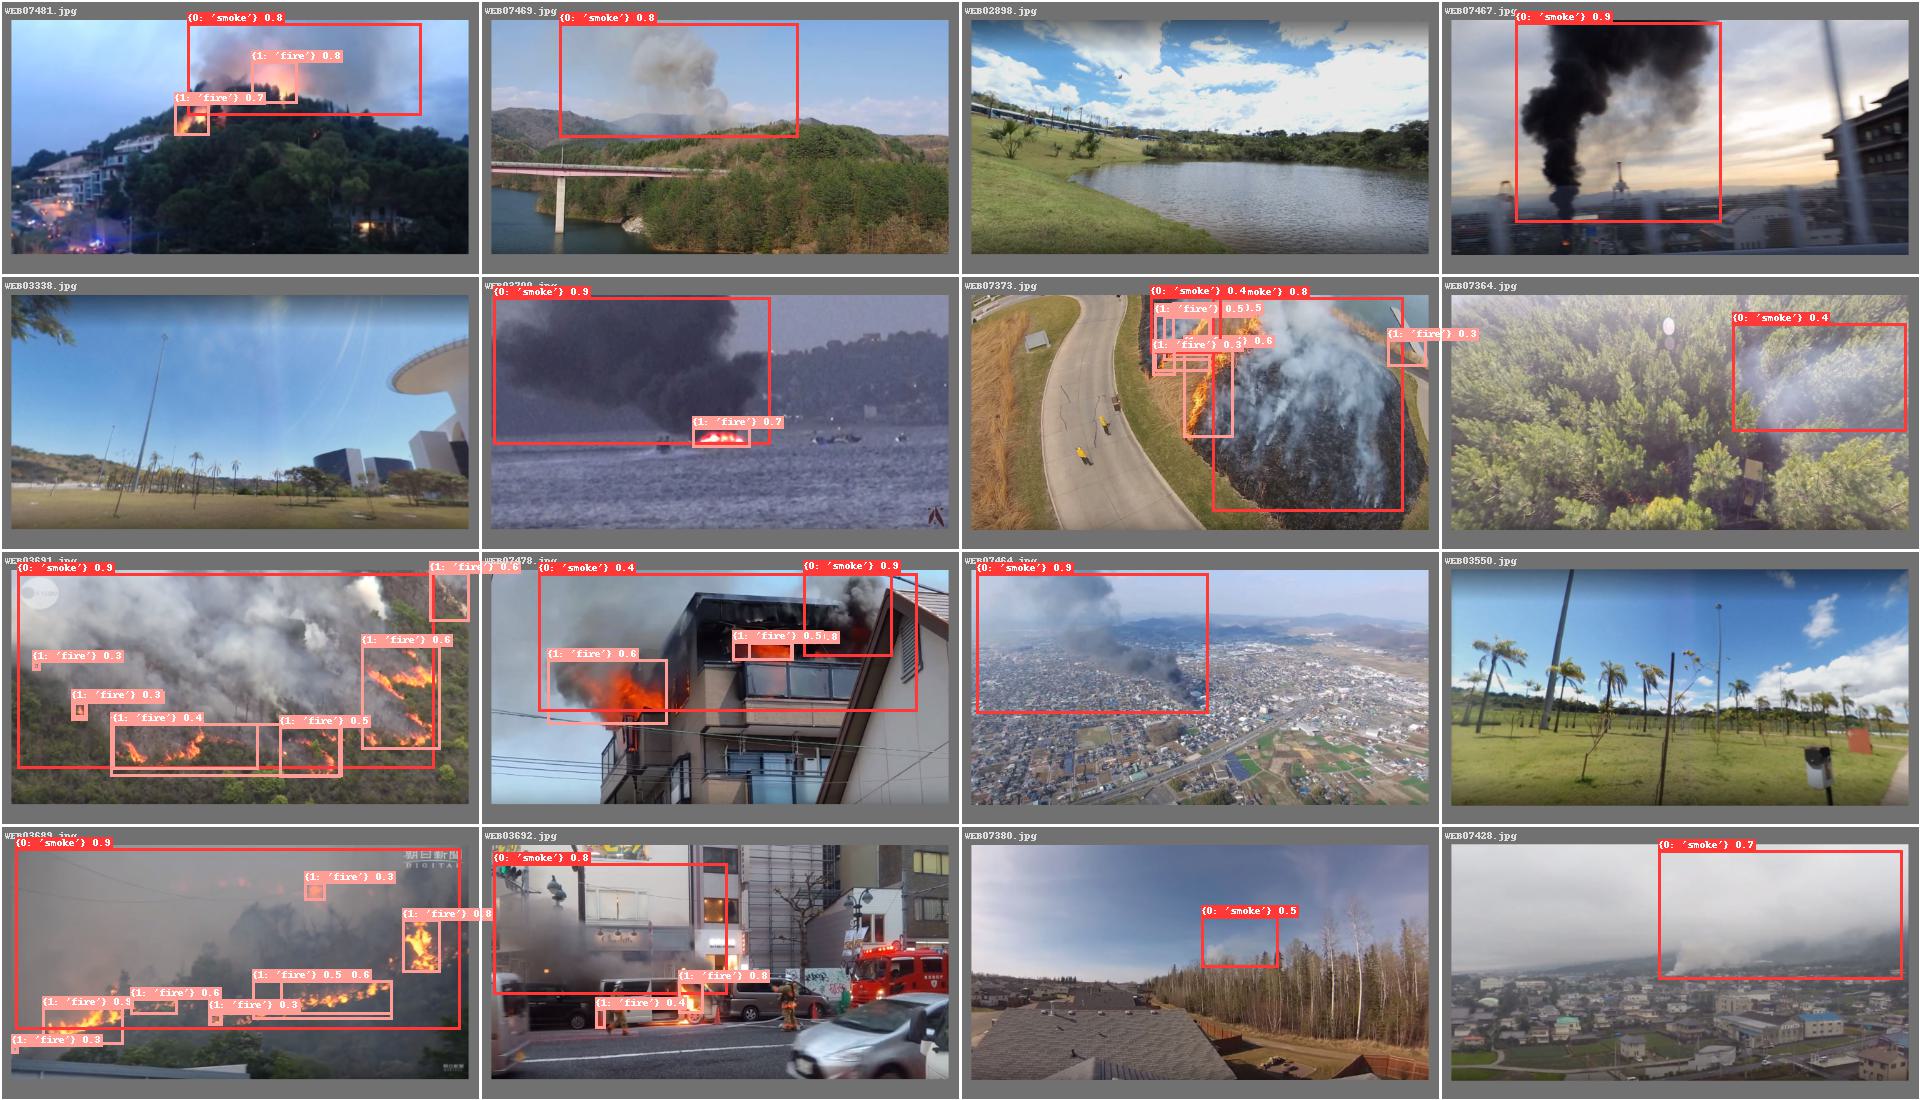 WEB07481.jpg
{0: 'smoke'} 0.8
{1: 'fire'} 0.8
{1: 'fire'} 0.7
WEB07469.jpg
{0: 'smoke'} 0.8
WEB02898.jpg
WEB07467.jpg
{0: 'smoke'} 0.9
WEB03338.jpg
{0: 'smoke'} 0.9
{1: 'fire'} 0.7
WEB07373.jpg
{0: 'smoke'} 0.4
moke'} 0.8
{1: 'fire'} 0.5
.5
{1: 'fire'} 0.3
0.6
{1: 'fire'} 0.3
WEB07364.jpg
{0: 'smoke'} 0.4
WEB03691.jpg
{0: 'smoke'} 0.9
{1: 'fire'} 0.6
{1: 'fire'} 0.6
{1: 'fire'} 0.3
{1: 'fire'} 0.3
{1: 'fire'} 0.4
{1: 'fire'} 0.5
WEB07478.jpg
{0: 'smoke'} 0.4
{0: 'smoke'} 0.9
{1: 'fire'} 0.5
.8
{1: 'fire'} 0.6
WEB07464.jpg
{0: 'smoke'} 0.9
WEB03550.jpg
WEB03689.jpg
{0: 'smoke'} 0.9
朝日新聞
DIGITAL
{1: 'fire'} 0.3
{1: 'fire'} 0.8
{1: 'fire'} 0.5
0.6
{1: 'fire'} 0.6
{1: 'fire'} 0.9
{1: 'fire'} 0.3
{1: 'fire'} 0.3
WEB03692.jpg
{0: 'smoke'} 0.8
{1: 'fire'} 0.8
{1: 'fire'} 0.4
WEB07380.jpg
{0: 'smoke'} 0.5
WEB07428.jpg
{0: 'smoke'} 0.7